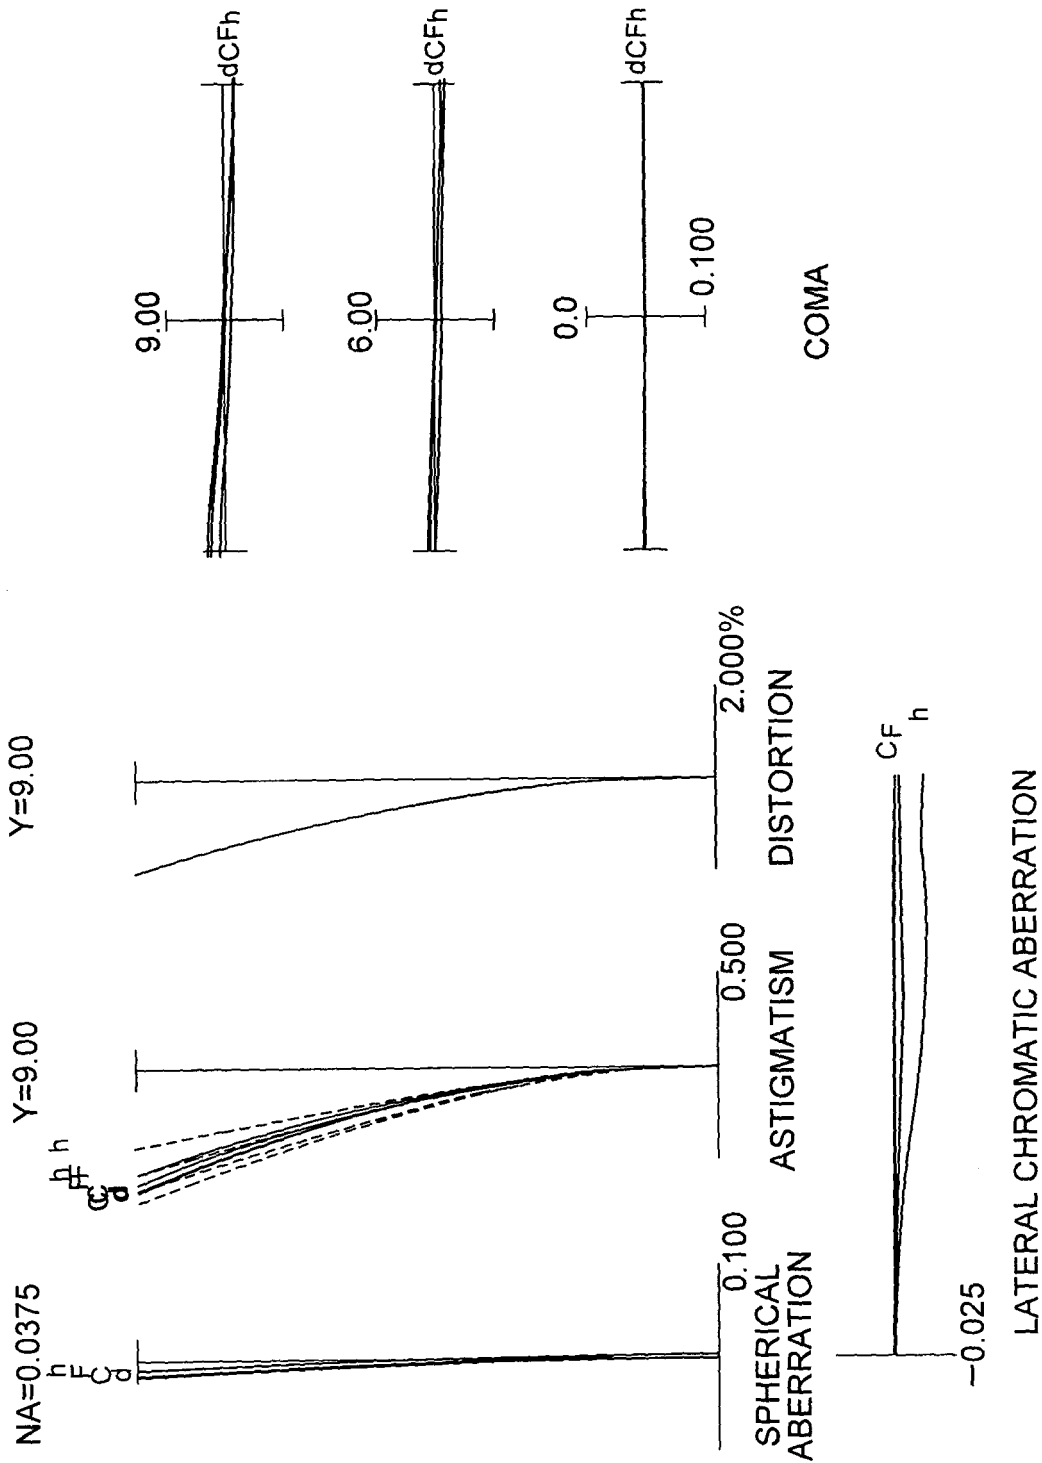 NA=0.0375
h
F
C
d
0.100
SPHERICAL
ABERRATION
Y=9.00
h h
F
C C
d
0.500
ASTIGMATISM
Y=9.00
2.000%
DISTORTION
9.00
dCFh
6.00
dCFh
0.0
dCFh
0.100
COMA
C
F
h
−0.025
LATERAL CHROMATIC ABERRATION